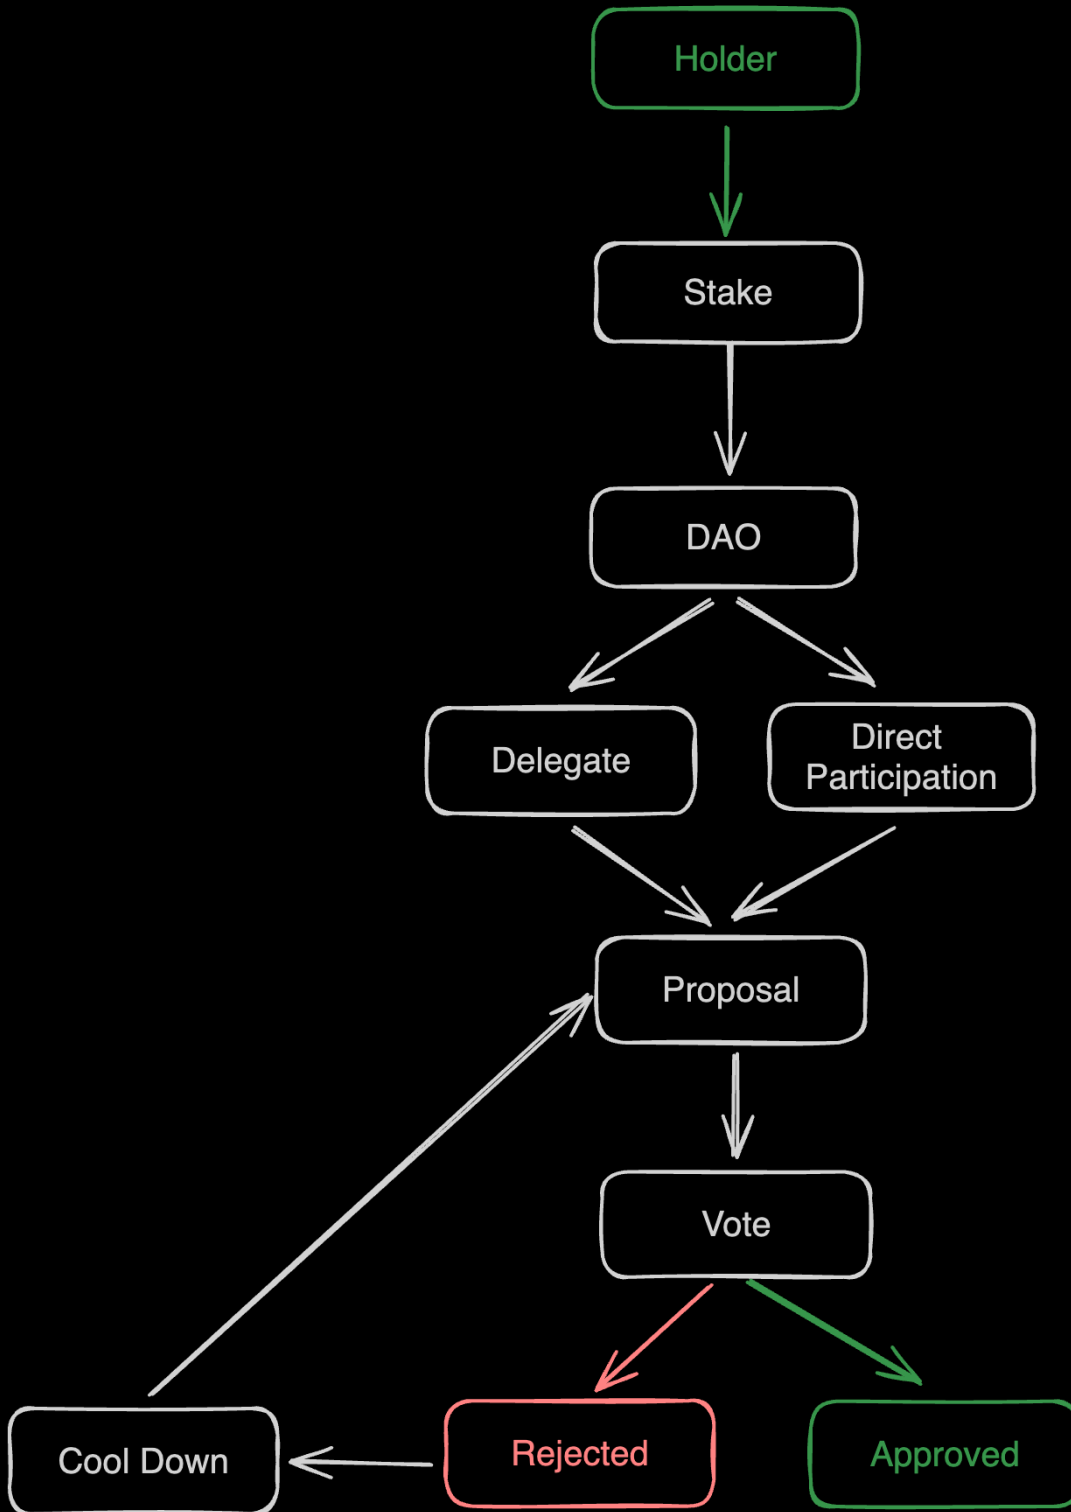 Holder
Stake
DAO
Delegate
Direct
Participation
Proposal
Vote
Cool Down
Rejected
Approved